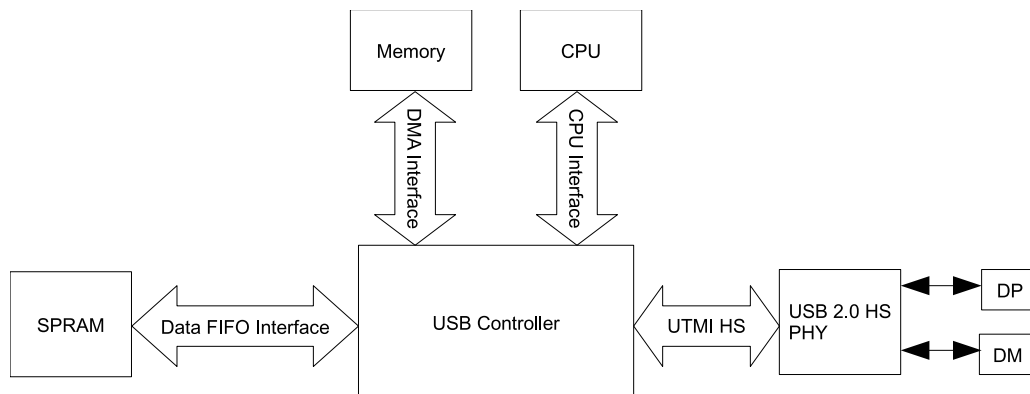 Memory
CPU
DMA Interface
CPU Interface
SPRAM
Data FIFO Interface
USB Controller
UTMI HS
USB 2.0 HS
PHY
DP
DM